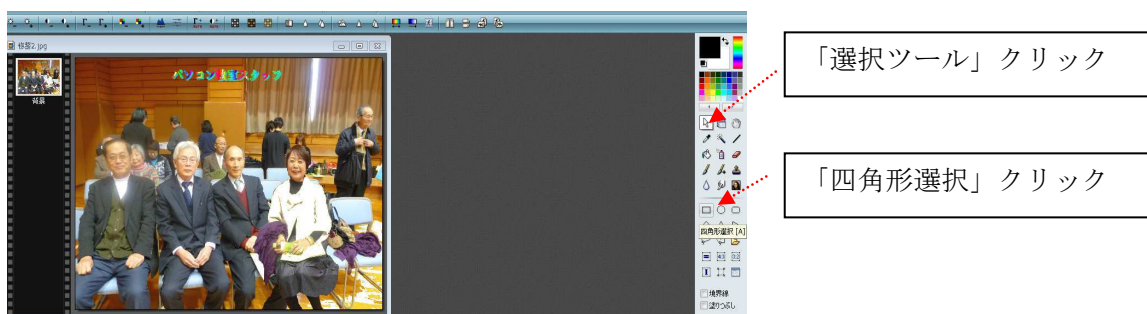 修整2.jpg
パソコン教室スタッフ
背景
「選択ツール」クリック
「四角形選択」クリック
四角形選択 [A]
境界線
塗りつぶし